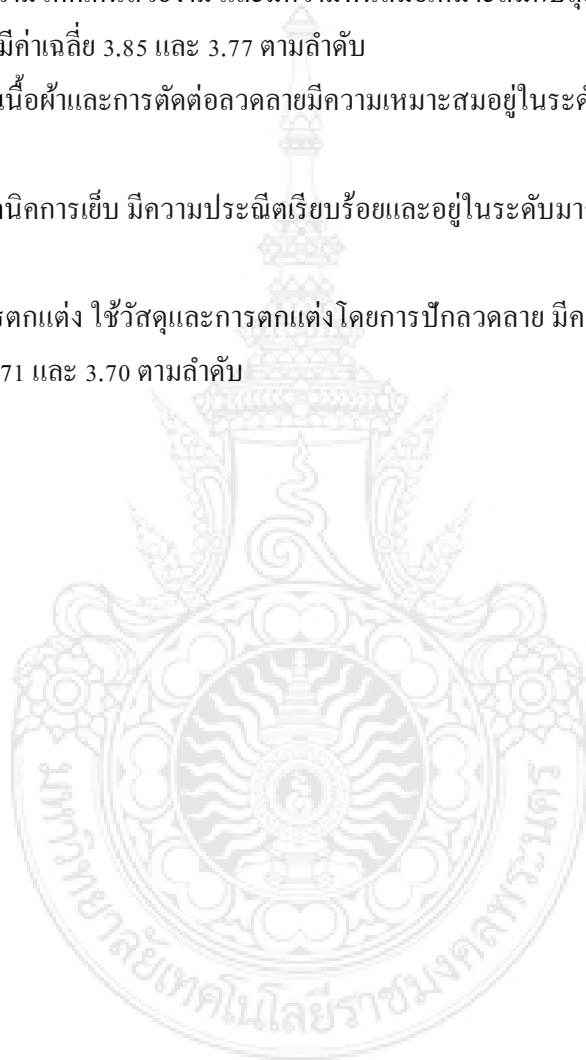 มีค่าเฉลี่ย 3.85 และ 3.77 ตามลำดับ
เนื้อผ้าและการตัดต่อลวดลายมีความเหมาะสมอยู่ในระดับ
นิคการเย็บ มีความประณีตเรียบร้อยและอยู่ในระดับมา
ตกแต่ง ใช้วัสดุและการตกแต่งโดยการปักลวดลาย มีค
71 และ 3.70 ตามลำดับ
มหาวิทยาลัยเทคโนโลยีราชมงคลพระนคร